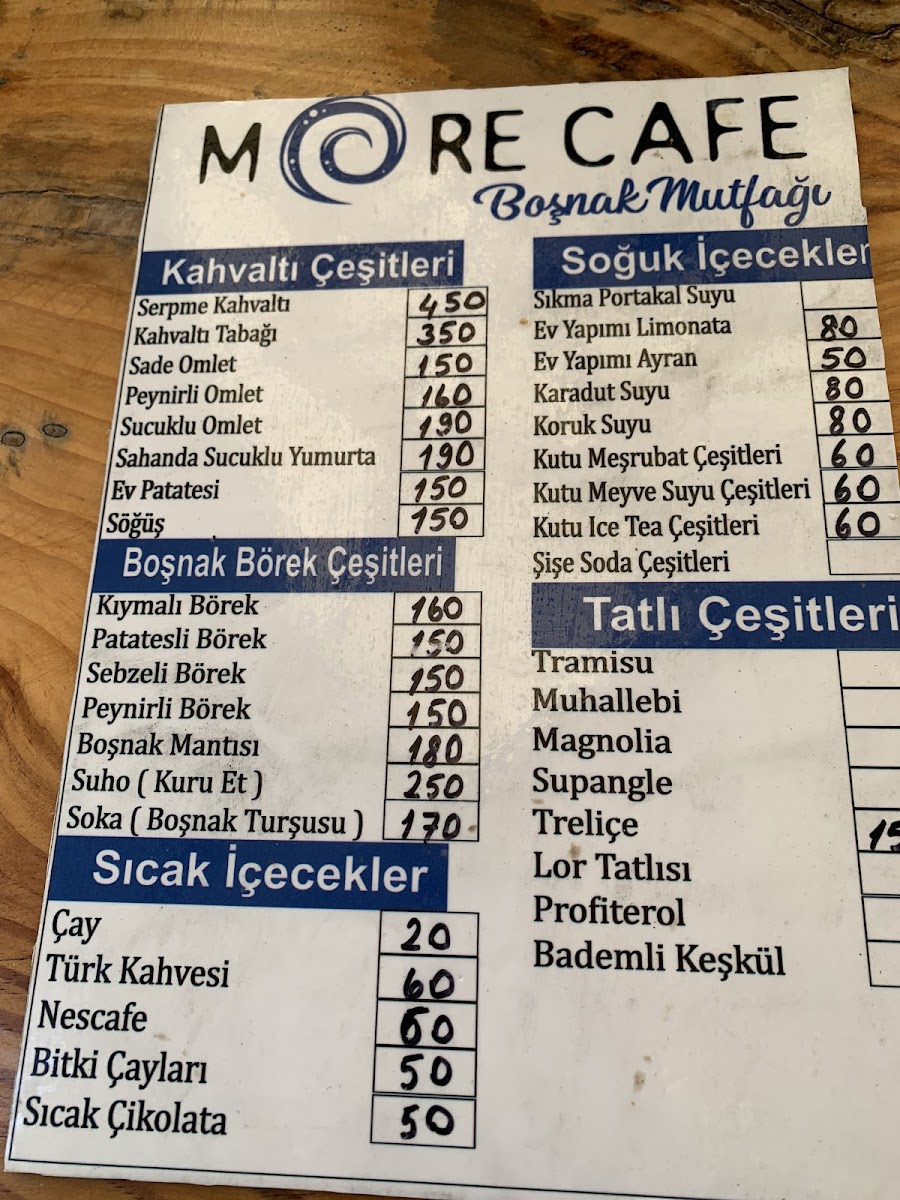 MORE CAFE
Boşnak Mutfağı
Kahvaltı Çeşitleri
Serpme Kahvaltı 450
Kahvaltı Tabağı 350
Sade Omlet 150
Peynirli Omlet 160
Sucuklu Omlet 190
Sahanda Sucuklu Yumurta 190
Ev Patatesi 150
Söğüş 150
Boşnak Börek Çeşitleri
Kıymalı Börek 160
Patatesli Börek 150
Sebzeli Börek 150
Peynirli Börek 150
Boşnak Mantısı 180
Suho ( Kuru Et ) 250
Soka ( Boşnak Turşusu ) 170
Sıcak İçecekler
Çay 20
Türk Kahvesi 60
Nescafe 60
Bitki Çayları 50
Sıcak Çikolata 50
Soğuk İçecekler
Sıkma Portakal Suyu
Ev Yapımı Limonata 80
Ev Yapımı Ayran 50
Karadut Suyu 80
Koruk Suyu 80
Kutu Meşrubat Çeşitleri 60
Kutu Meyve Suyu Çeşitleri 60
Kutu Ice Tea Çeşitleri 60
Şişe Soda Çeşitleri
Tatlı Çeşitleri
Tramisu
Muhallebi
Magnolia
Supangle
Treliçe
Lor Tatlısı
Profiterol
Bademli Keşkül